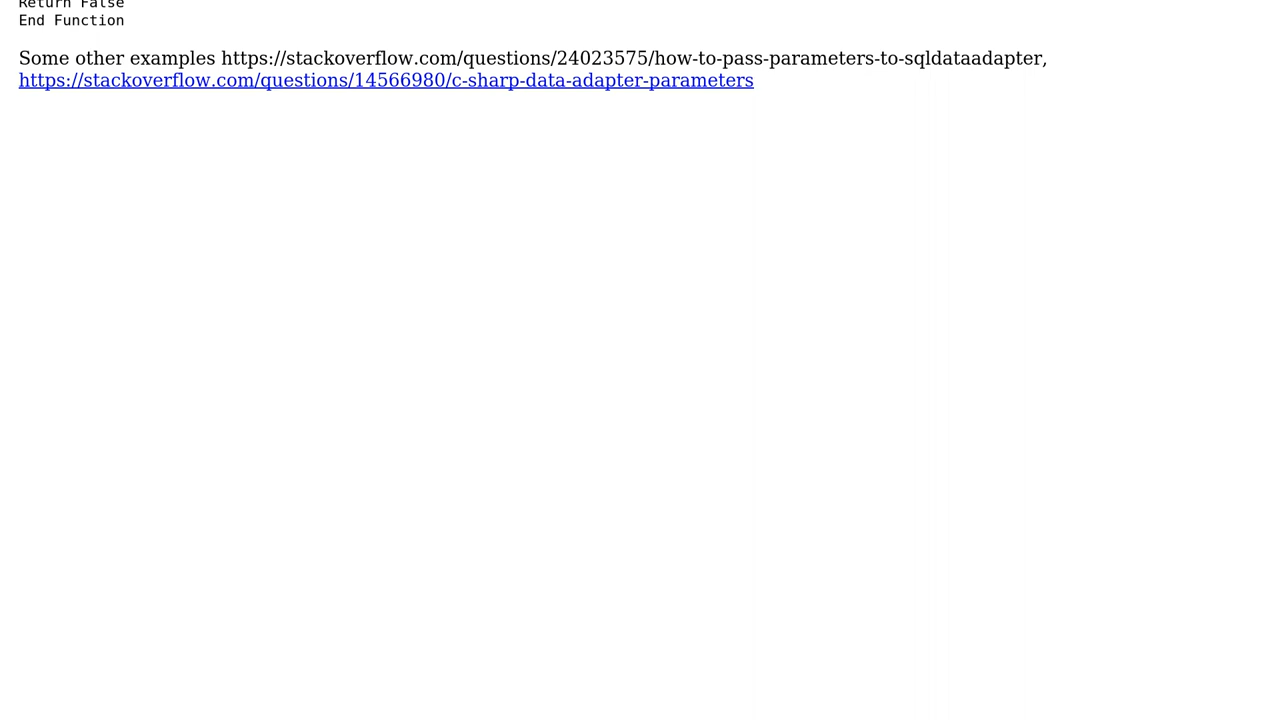 Return False
End Function
Some other examples https://stackoverflow.com/questions/24023575/how-to-pass-parameters-to-sqldataadapter,
https://stackoverflow.com/questions/14566980/c-sharp-data-adapter-parameters